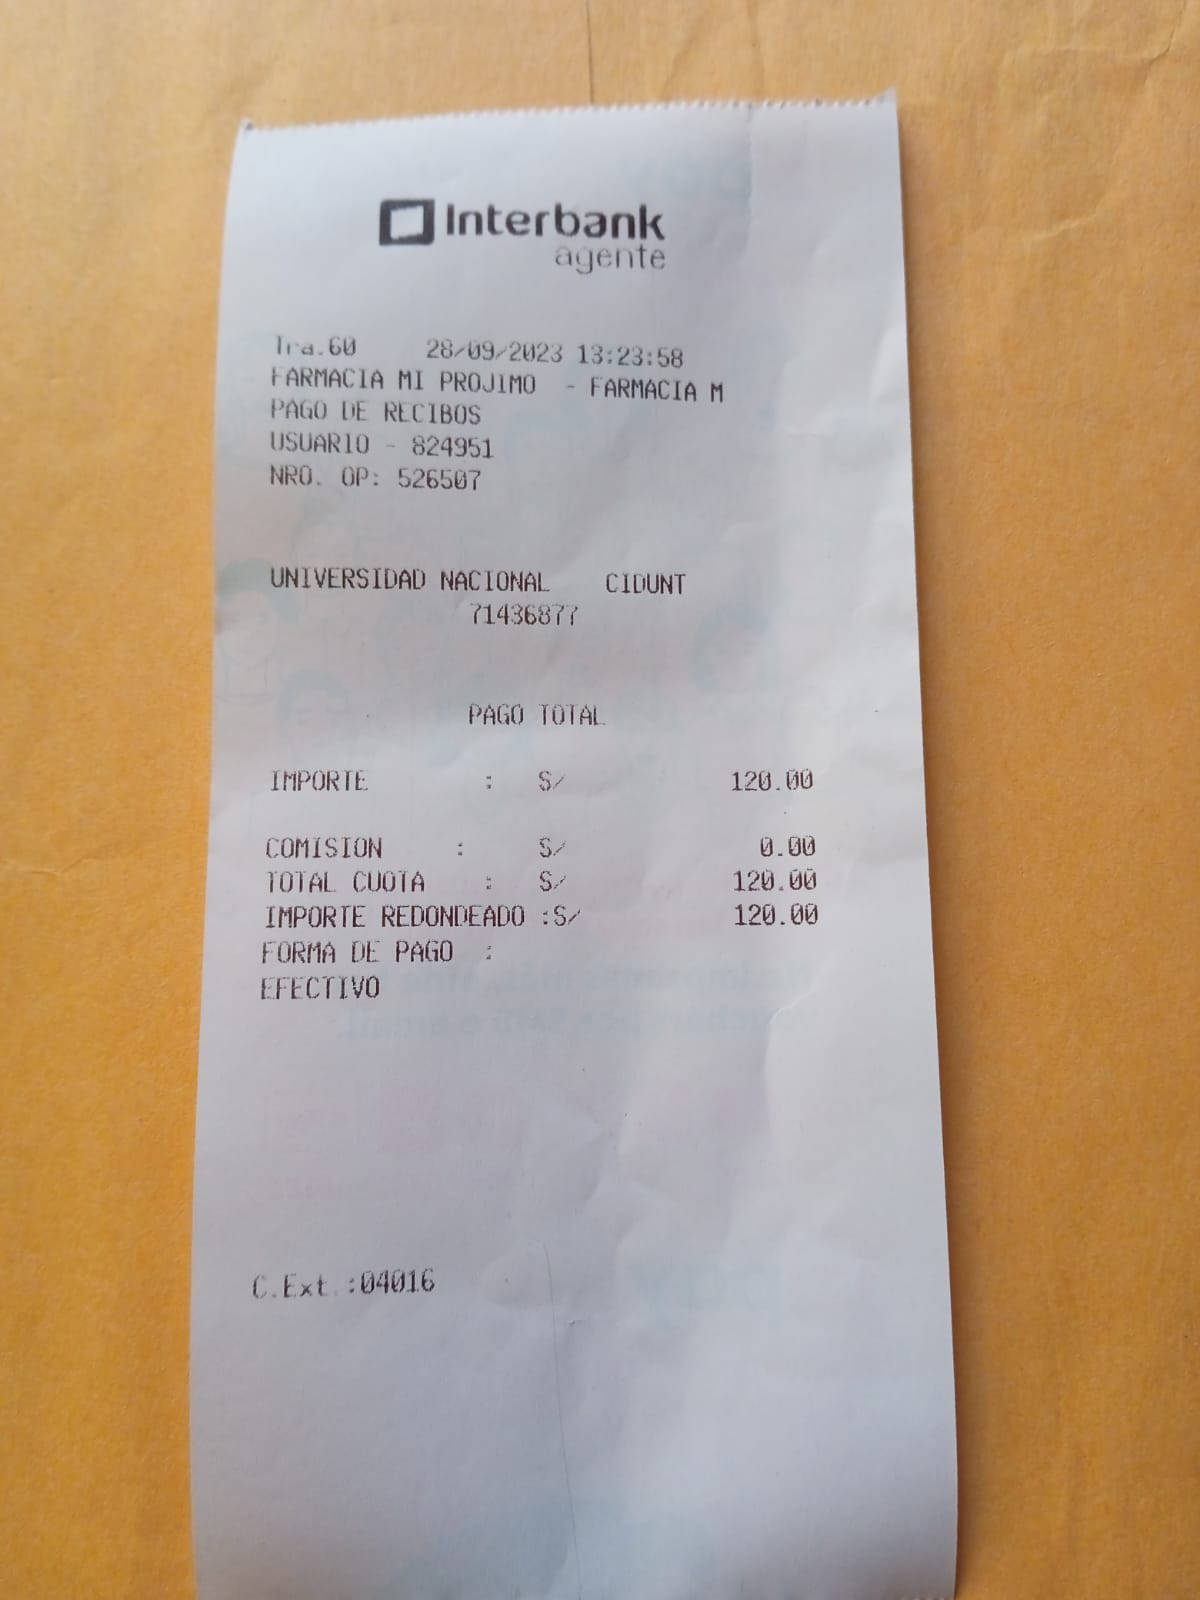 Interbank
agente
Tra.60 28/09/2023 13:23:58
FARMACIA MI PROJIMO - FARMACIA M
PAGO DE RECIBOS
USUARIO - 824951
NRO. OP: 526507
UNIVERSIDAD NACIONAL CIDUNT
71436877
PAGO TOTAL
IMPORTE : S/ 120.00
COMISION : S/ 0.00
TOTAL CUOTA : S/ 120.00
IMPORTE REDONDEADO :S/ 120.00
FORMA DE PAGO :
EFECTIVO
C.Ext.:04016